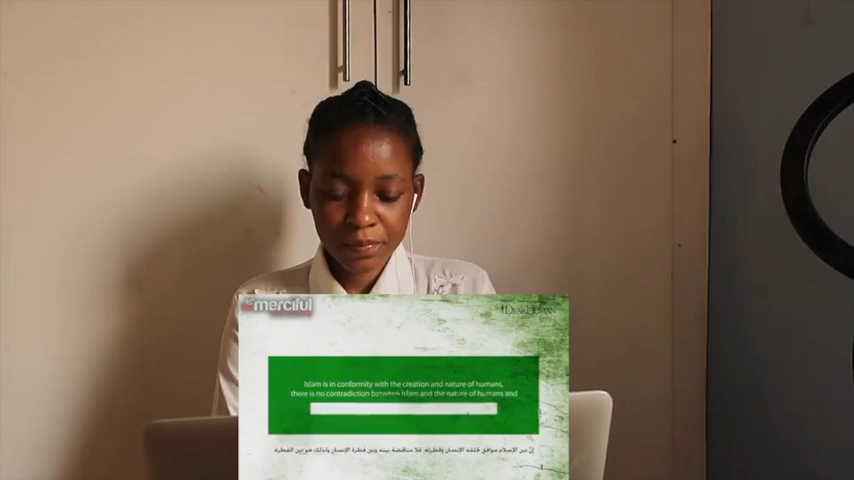 merciful
DEARHUMAN
Islam is in conformity with the creation and nature of humans,
there is no contradiction between Islam and the nature of humans and
إن دين الإسلام موافق خلقة الإنسان وفطرته، فلا مناقضة بينه وبين فطرة الإنسان ولذلك هو دين الفطرة